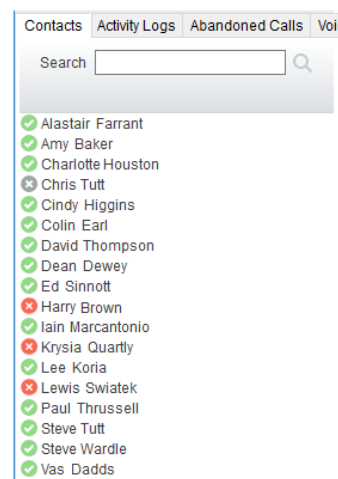 Contacts Activity Logs Abandoned Calls Voi
Search
Alastair Farrant
Amy Baker
Charlotte Houston
Chris Tutt
Cindy Higgins
Colin Earl
David Thompson
Dean Dewey
Ed Sinnott
Harry Brown
Iain Marcantonio
Krysia Quartly
Lee Koria
Lewis Swiatek
Paul Thrussell
Steve Tutt
Steve Wardle
Vas Dadds